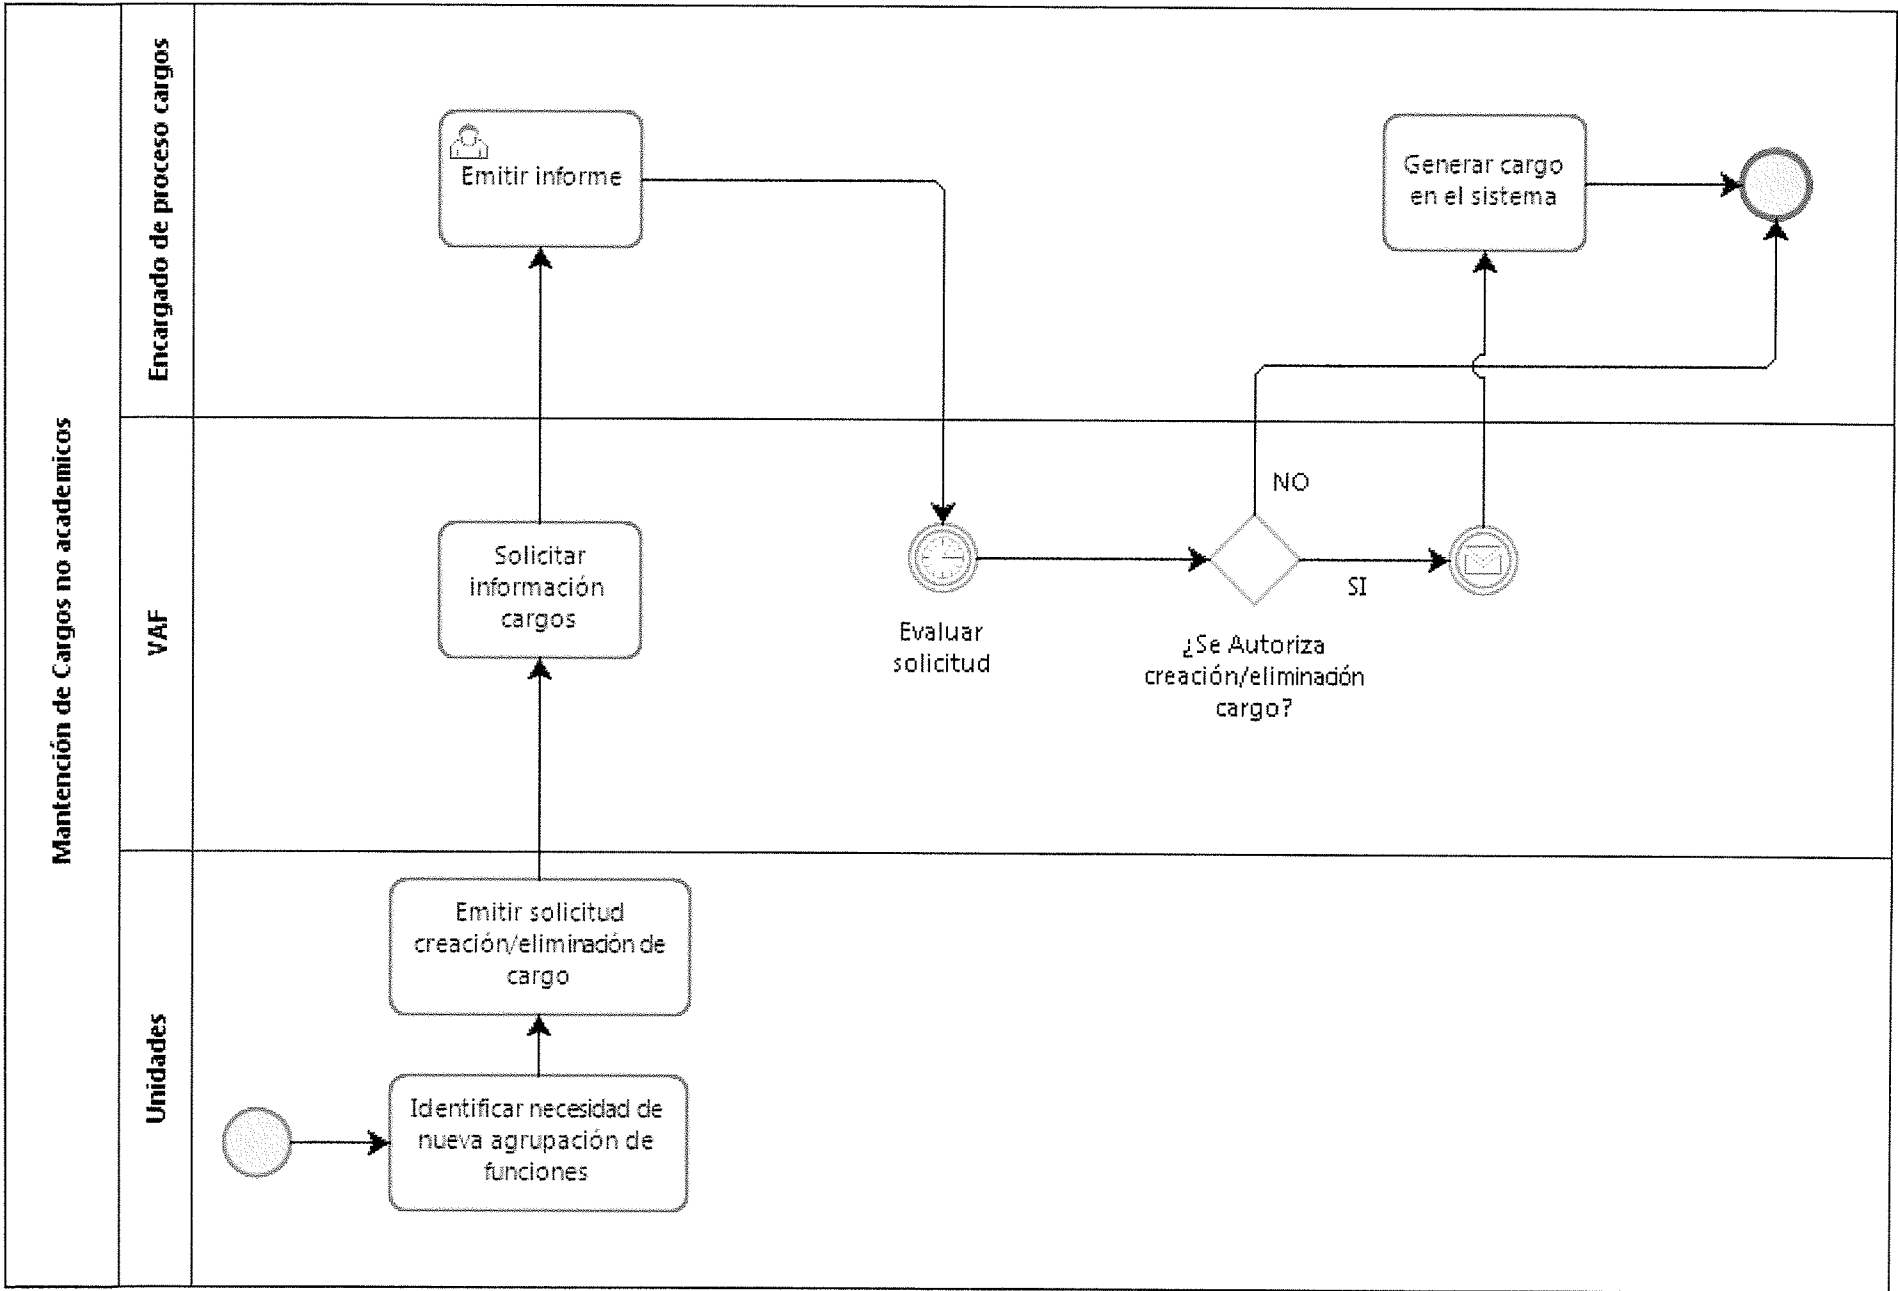 Mantención de Cargos no academicos
Encargado de proceso cargos
Emitir informe
Generar cargo
en el sistema
VAF
Solicitar
información
cargos
Evaluar
solicitud
NO
SI
¿Se Autoriza
creación/eliminación
cargo?
Unidades
Emitir solicitud
creación/eliminación de
cargo
Identificar necesidad de
nueva agrupación de
funciones